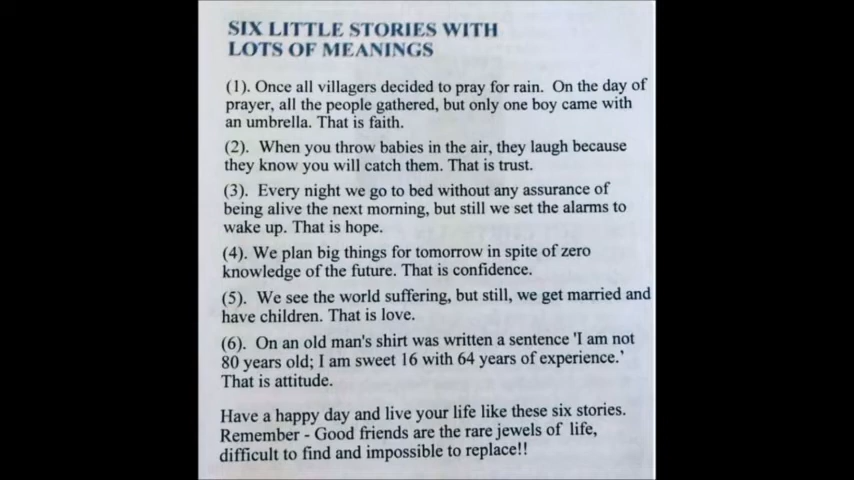 SIX LITTLE STORIES WITH
LOTS OF MEANINGS
(1). Once all villagers decided to pray for rain. On the day of
prayer, all the people gathered, but only one boy came with
an umbrella. That is faith.
(2). When you throw babies in the air, they laugh because
they know you will catch them. That is trust.
(3). Every night we go to bed without any assurance of
being alive the next morning, but still we set the alarms to
wake up. That is hope.
(4). We plan big things for tomorrow in spite of zero
knowledge of the future. That is confidence.
(5). We see the world suffering, but still, we get married and
have children. That is love.
(6). On an old man's shirt was written a sentence 'I am not
80 years old; I am sweet 16 with 64 years of experience.'
That is attitude.
Have a happy day and live your life like these six stories.
Remember - Good friends are the rare jewels of life,
difficult to find and impossible to replace!!